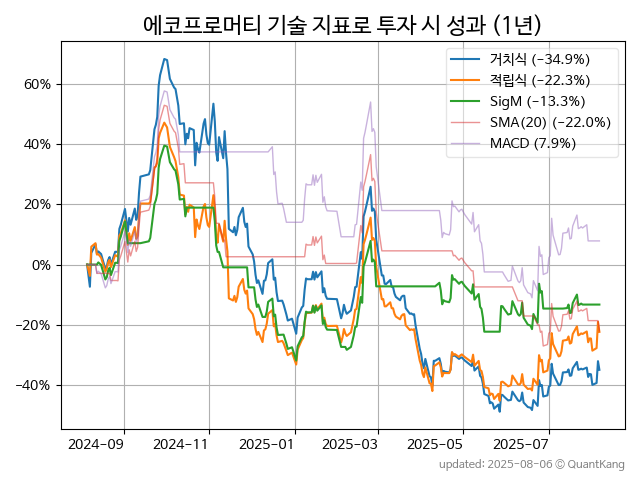 에코프로머티 기술 지표로 투자 시 성과 (1년)
거치식 (−34.9%)
적립식 (−22.3%)
SigM (−13.3%)
SMA(20) (−22.0%)
MACD (7.9%)
60%
40%
20%
0%
−20%
−40%
2024−09
2024−11
2025−01
2025−03
2025−05
2025−07
updated: 2025−08−06 © QuantKang